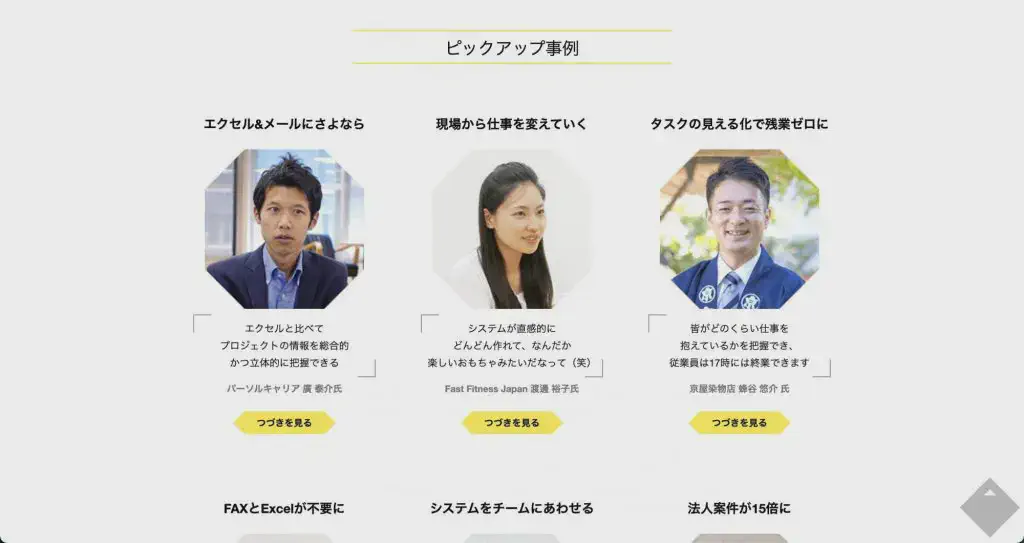 ピックアップ事例
エクセル&メールにさよなら
現場から仕事を変えていく
タスクの見える化で残業ゼロに
エクセルと比べて
プロジェクトの情報を総合的
かつ立体的に把握できる
パーソルキャリア 廣 泰介氏
つづきを見る
システムが直感的に
どんどん作れて、なんだか
楽しいおもちゃみたいだなって（笑）
Fast Fitness Japan 渡通 裕子氏
つづきを見る
皆がどのくらい仕事を
抱えているかを把握でき、
従業員は17時には終業できます
京屋染物店 蜂谷 悠介 氏
つづきを見る
FAXとExcelが不要に
システムをチームにあわせる
法人案件が15倍に